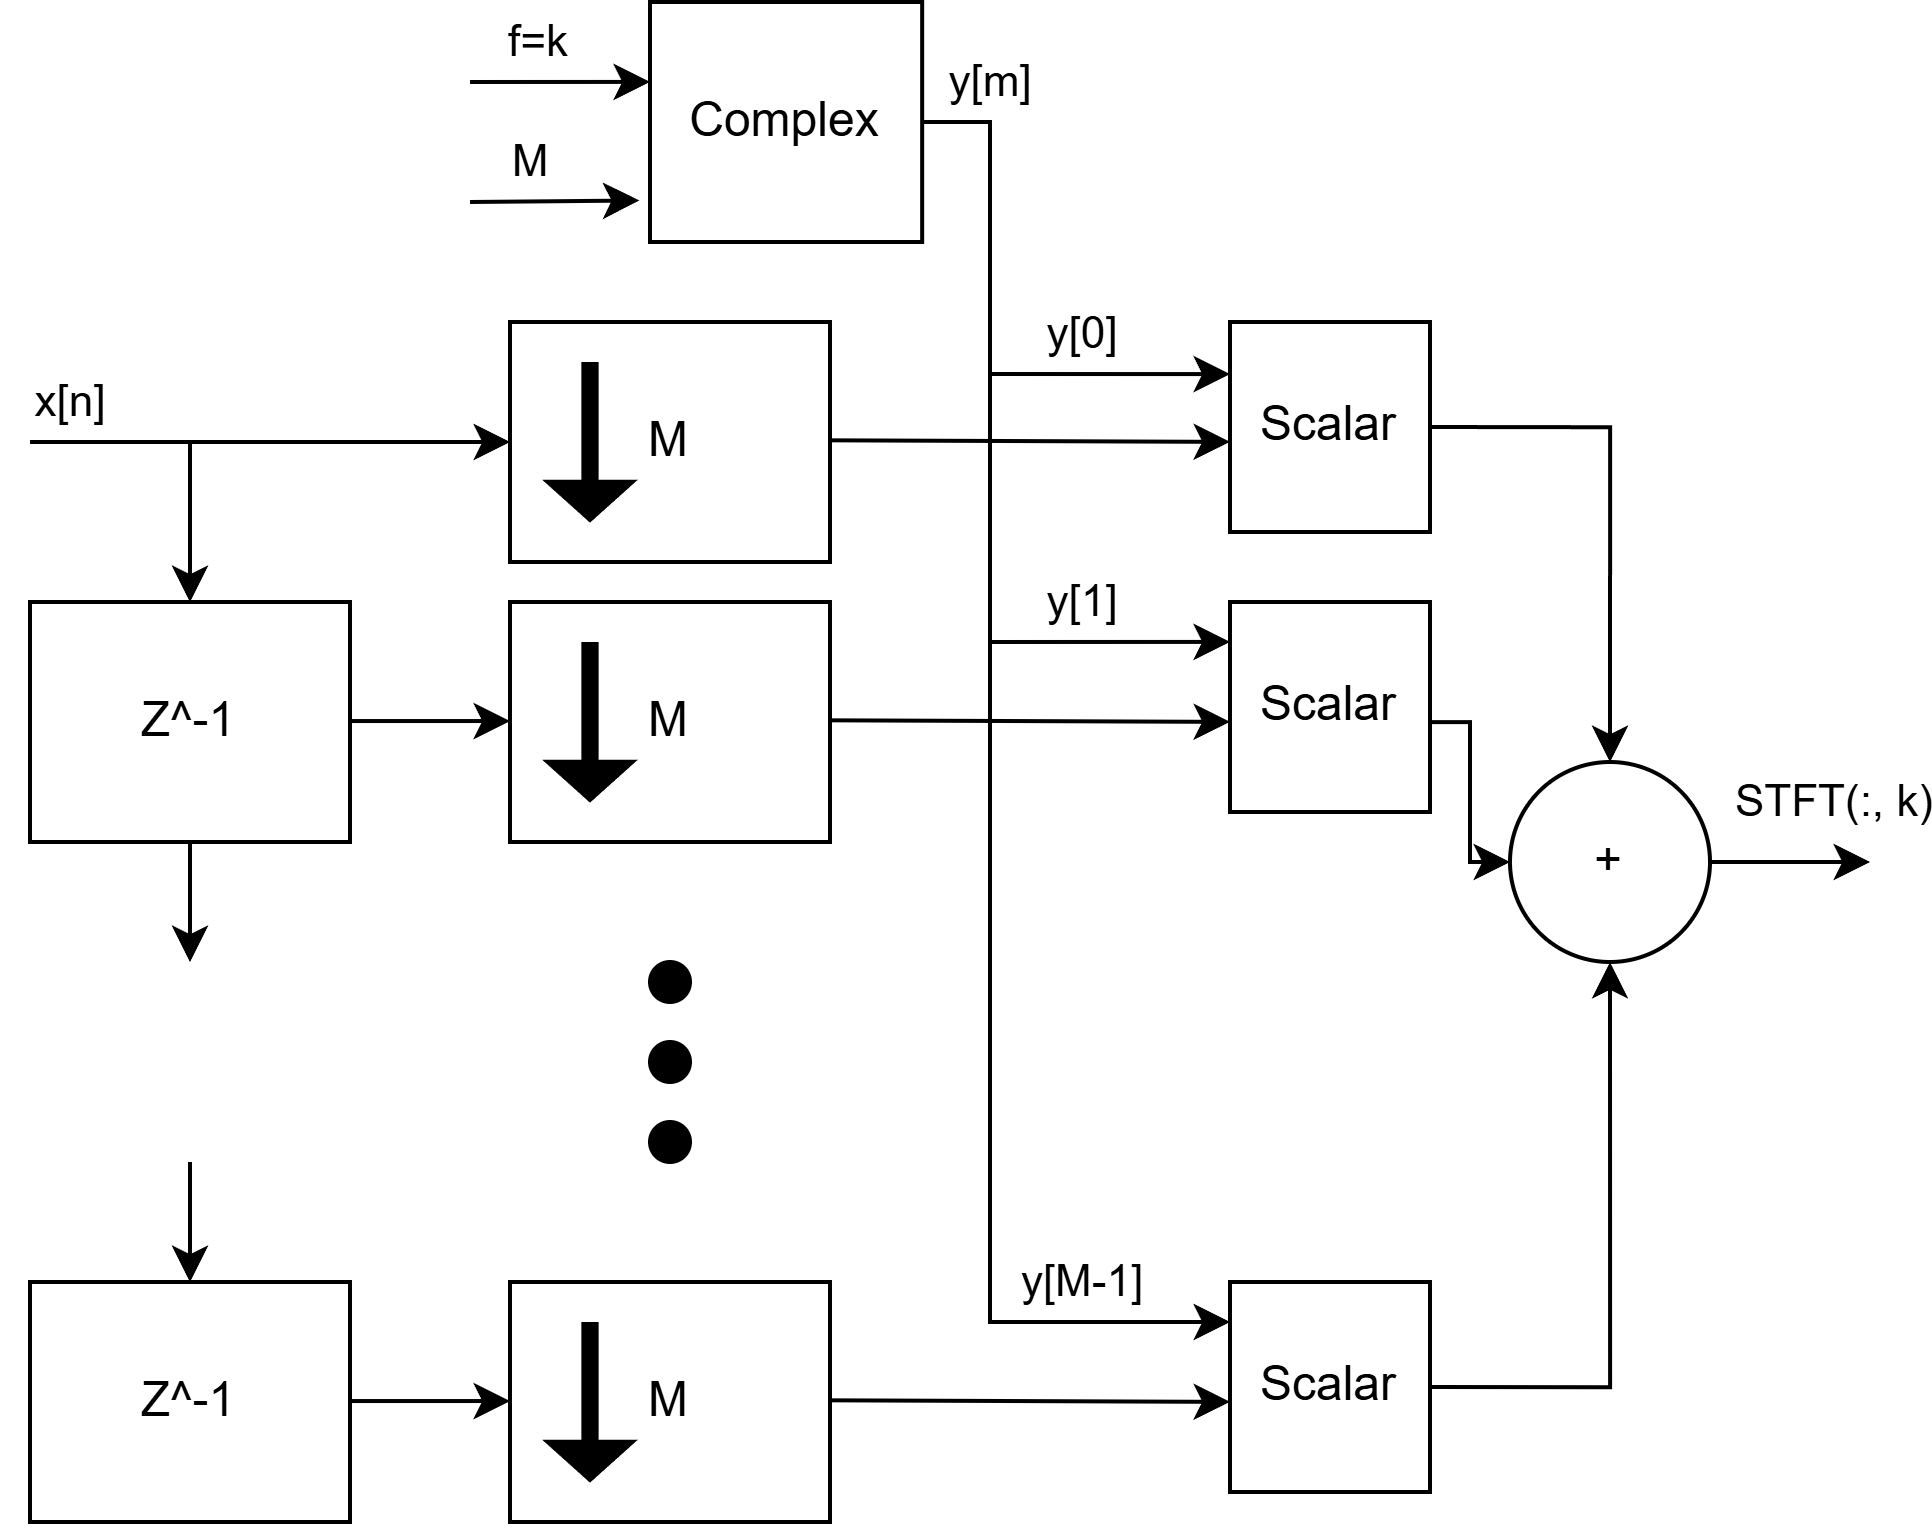 f=k
Complex
y[m]
M
y[0]
x[n]
M
Scalar
y[1]
Z^-1
M
Scalar
STFT(:, k)
+
y[M-1]
Z^-1
M
Scalar